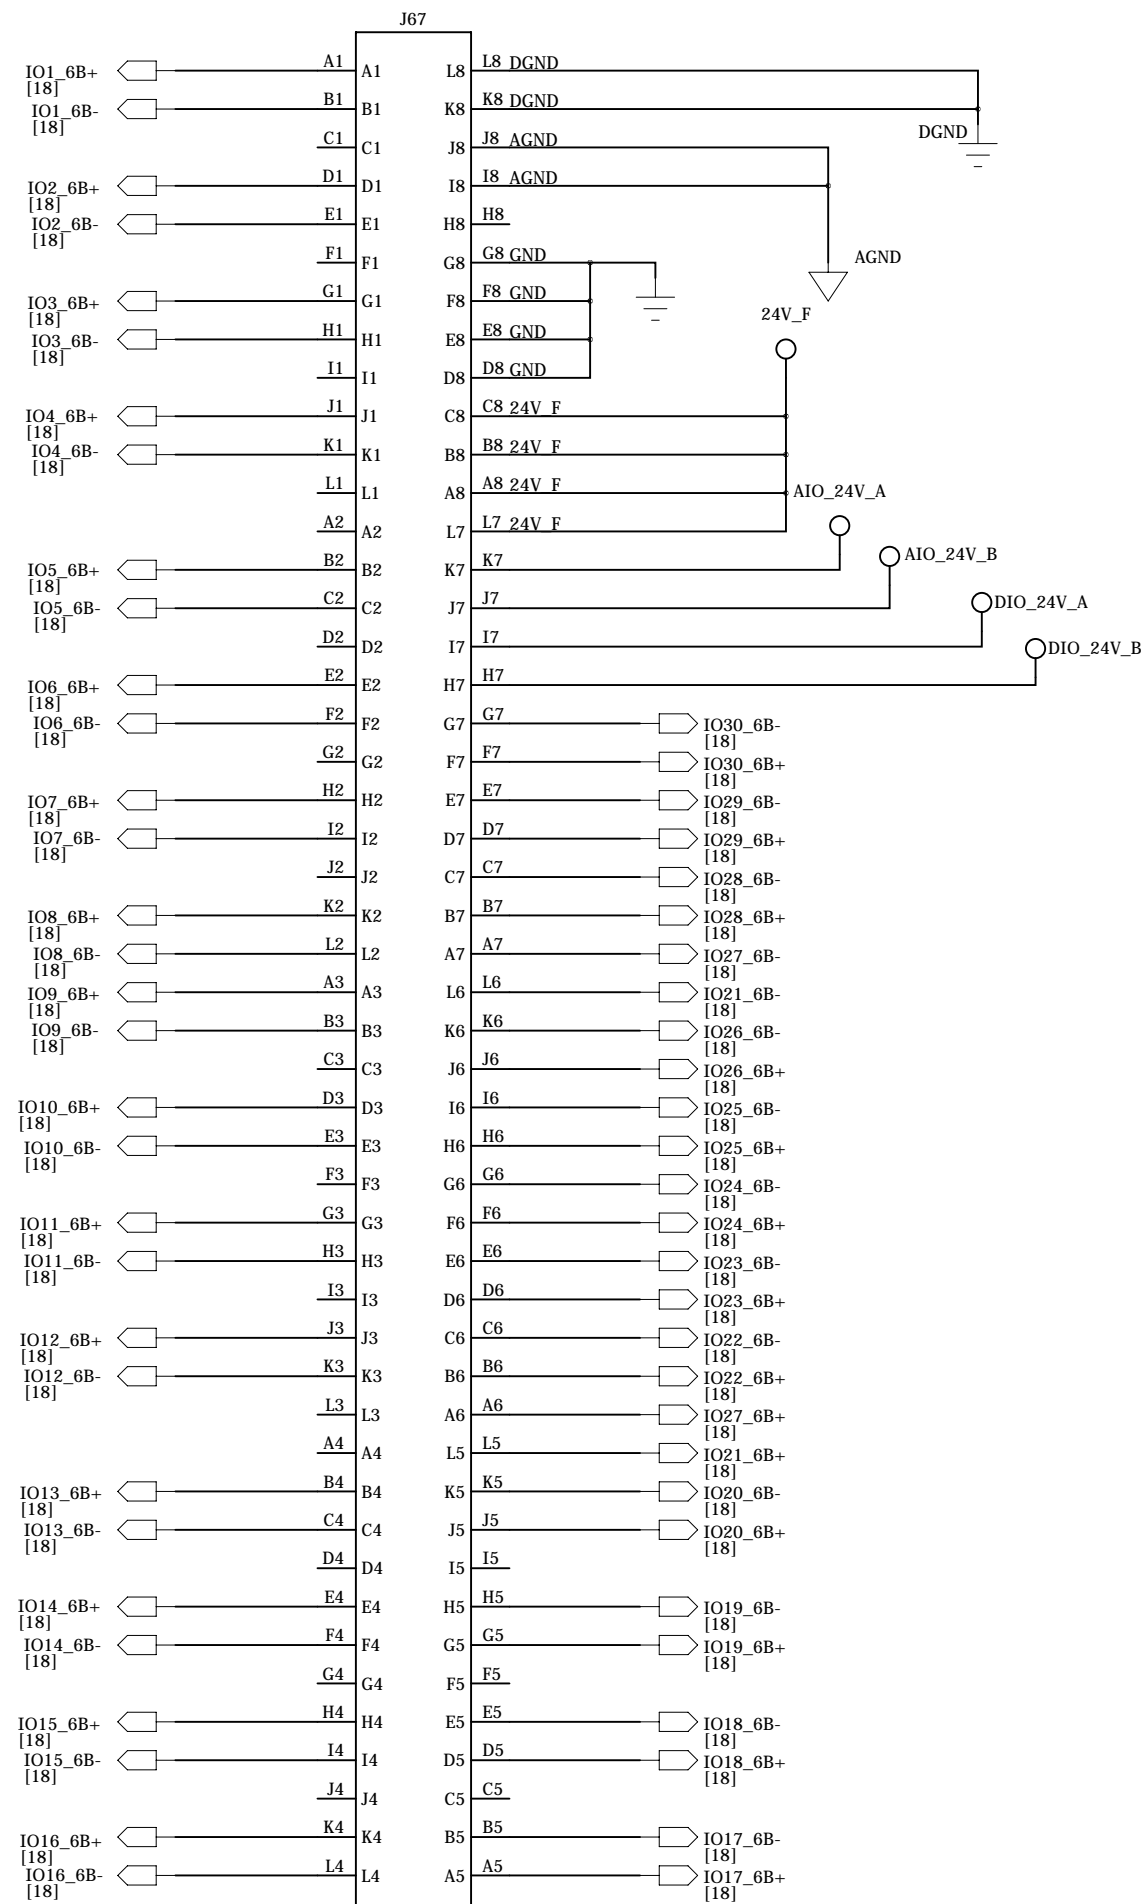 J67
IO1_6B+ A1 A1 L8 L8 DGND
[18]
IO1_6B- B1 B1 K8 K8 DGND
[18]
DGND
C1 C1 J8 J8 AGND
IO2_6B+ D1 D1 I8 I8 AGND
[18]
IO2_6B- E1 E1 H8 H8
[18]
F1 F1 G8 G8 GND AGND
IO3_6B+ G1 G1 F8 F8 GND
[18]
24V_F
IO3_6B- H1 H1 E8 E8 GND
[18]
I1 I1 D8 D8 GND
IO4_6B+ J1 J1 C8 C8 24V_F
[18]
IO4_6B- K1 K1 B8 B8 24V_F
[18]
L1 L1 A8 A8 24V_F AIO_24V_A
A2 A2 L7 L7 24V_F
AIO_24V_B
IO5_6B+ B2 B2 K7 K7
[18]
IO5_6B- C2 C2 J7 J7 DIO_24V_A
[18]
D2 D2 I7 I7 DIO_24V_B
IO6_6B+ E2 E2 H7 H7
[18]
IO6_6B- F2 F2 G7 G7 IO30_6B-
[18] [18]
G2 G2 F7 F7 IO30_6B+
[18]
IO7_6B+ H2 H2 E7 E7 IO29_6B-
[18] [18]
IO7_6B- I2 I2 D7 D7 IO29_6B+
[18] [18]
J2 J2 C7 C7 IO28_6B-
[18]
IO8_6B+ K2 K2 B7 B7 IO28_6B+
[18] [18]
IO8_6B- L2 L2 A7 A7 IO27_6B-
[18] [18]
IO9_6B+ A3 A3 L6 L6 IO21_6B-
[18] [18]
IO9_6B- B3 B3 K6 K6 IO26_6B-
[18] [18]
C3 C3 J6 J6 IO26_6B+
[18]
IO10_6B+ D3 D3 I6 I6 IO25_6B-
[18] [18]
IO10_6B- E3 E3 H6 H6 IO25_6B+
[18] [18]
F3 F3 G6 G6 IO24_6B-
[18]
IO11_6B+ G3 G3 F6 F6 IO24_6B+
[18] [18]
IO11_6B- H3 H3 E6 E6 IO23_6B-
[18] [18]
I3 I3 D6 D6 IO23_6B+
[18]
IO12_6B+ J3 J3 C6 C6 IO22_6B-
[18] [18]
IO12_6B- K3 K3 B6 B6 IO22_6B+
[18] [18]
L3 L3 A6 A6 IO27_6B+
[18]
A4 A4 L5 L5 IO21_6B+
[18]
IO13_6B+ B4 B4 K5 K5 IO20_6B-
[18] [18]
IO13_6B- C4 C4 J5 J5 IO20_6B+
[18] [18]
D4 D4 I5 I5
IO14_6B+ E4 E4 H5 H5 IO19_6B-
[18] [18]
IO14_6B- F4 F4 G5 G5 IO19_6B+
[18] [18]
G4 G4 F5 F5
IO15_6B+ H4 H4 E5 E5 IO18_6B-
[18] [18]
IO15_6B- I4 I4 D5 D5 IO18_6B+
[18] [18]
J4 J4 C5 C5
IO16_6B+ K4 K4 B5 B5 IO17_6B-
[18] [18]
IO16_6B- L4 L4 A5 A5 IO17_6B+
[18] [18]